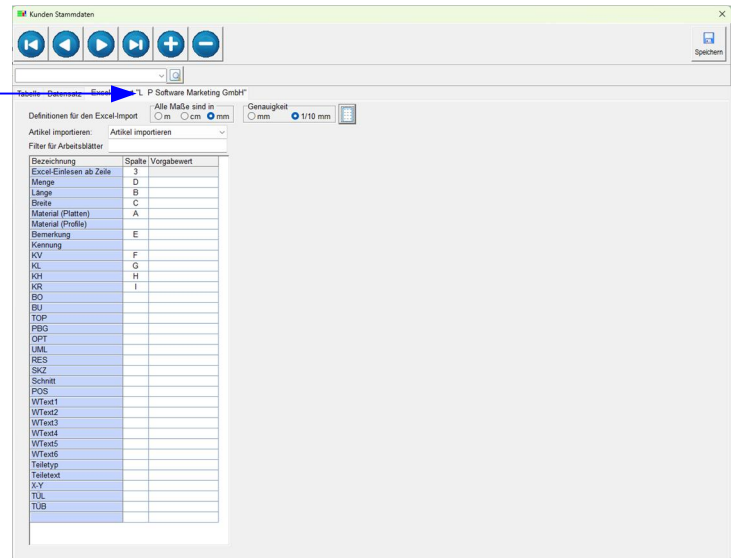 Kunden Stammdaten
Speichern
Tabelle Datensatz "L P Software Marketing GmbH"
Definitionen für den Excel-Import
Alle Maße sind in
m cm mm
Genauigkeit
mm 1/10 mm
Artikel importieren: Artikel importieren
Filter für Arbeitsblätter
Bezeichnung Spalte Vorgabewert
Excel-Einlesen ab Zeile 3
Menge D
Länge B
Breite C
Material (Platten) A
Material (Profile)
Bemerkung E
Kennung
KV F
KL G
KH H
KR I
BO
BU
TOP
PBG
OPT
UML
RES
SKZ
Schnitt
POS
WText1
WText2
WText3
WText4
WText5
WText6
Teiletyp
Teiletext
X-Y
TÜL
TÜB